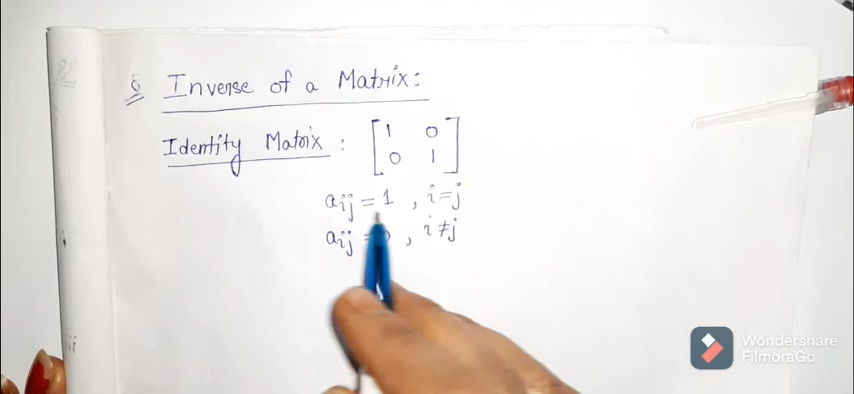 Inverse of a Matrix:
Identity Matrix : [1 0
0 1]
aij = 1 , i=j
aij = , i≠j
Wondershare
FilmoraGo